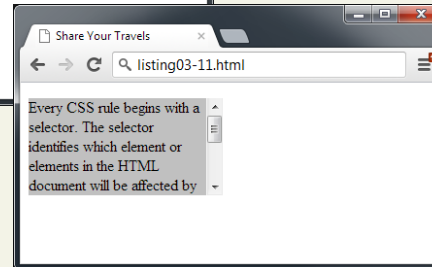 Share Your Travels
listing03-11.html
Every CSS rule begins with a
selector. The selector
identifies which element or
elements in the HTML
document will be affected by